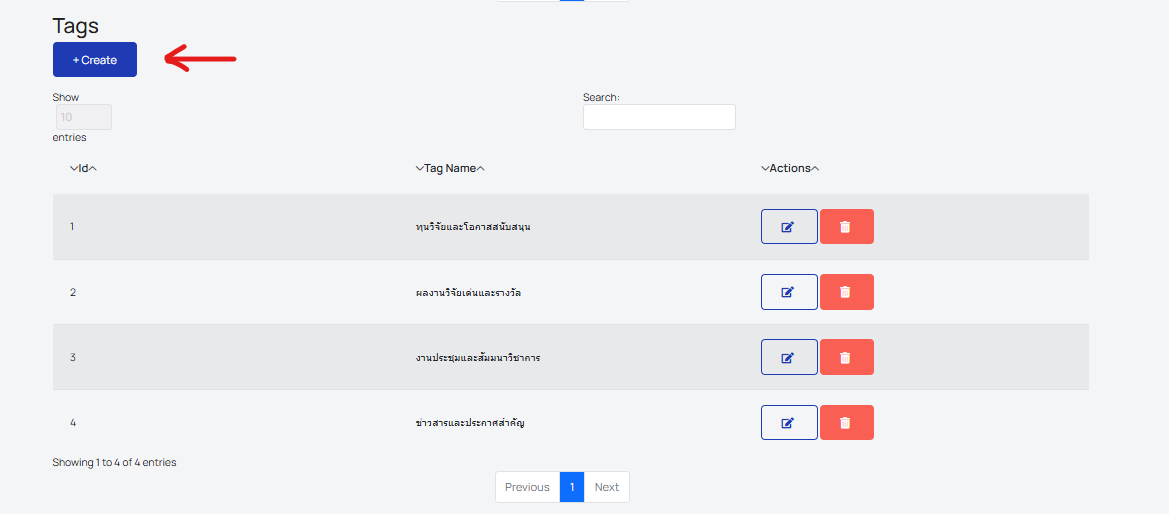 Tags
+ Create
Show
10
entries
Search:
Id
Tag Name
Actions
1
ทุนวิจัยและโอกาสสนับสนุน
2
ผลงานวิจัยเด่นและรางวัล
3
งานประชุมและสัมมนาวิชาการ
4
ข่าวสารและประกาศสำคัญ
Showing 1 to 4 of 4 entries
Previous
1
Next